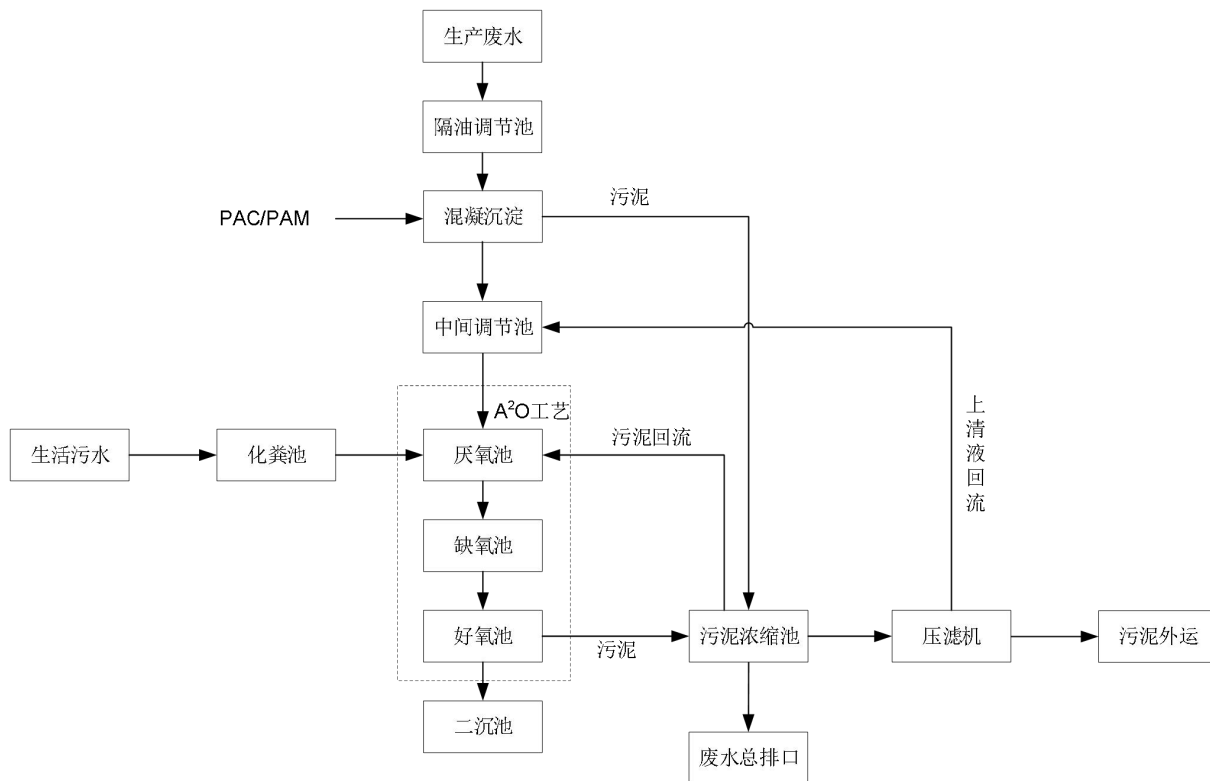 生产废水
隔油调节池
污泥
PAC/PAM
混凝沉淀
中间调节池
A²O工艺
上清液回流
生活污水
化粪池
厌氧池
污泥回流
缺氧池
好氧池
污泥
污泥浓缩池
压滤机
污泥外运
二沉池
废水总排口